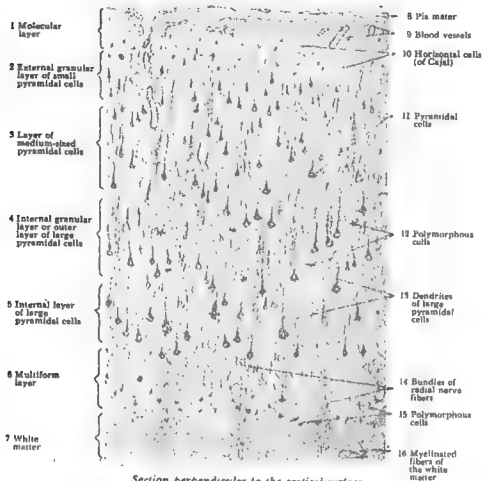 1 Molecular
layer
2 External granular
layer of small
pyramidal cells
3 Layer of
medium-sized
pyramidal cells
4 Internal granular
layer or outer
layer of large
pyramidal cells
5 Internal layer
of large
pyramidal cells
6 Multiform
layer
7 White
matter
8 Pia mater
9 Blood vessels
10 Horizontal cells
(of Cajal)
11 Pyramidal
cells
12 Polymorphous
cells
13 Dendrites
of large
pyramidal
cells
14 Bundles of
radial nerve
fibers
15 Polymorphous
cells
16 Myelinated
fibers of
the white
matter
Section perpendicular to the cortical surface